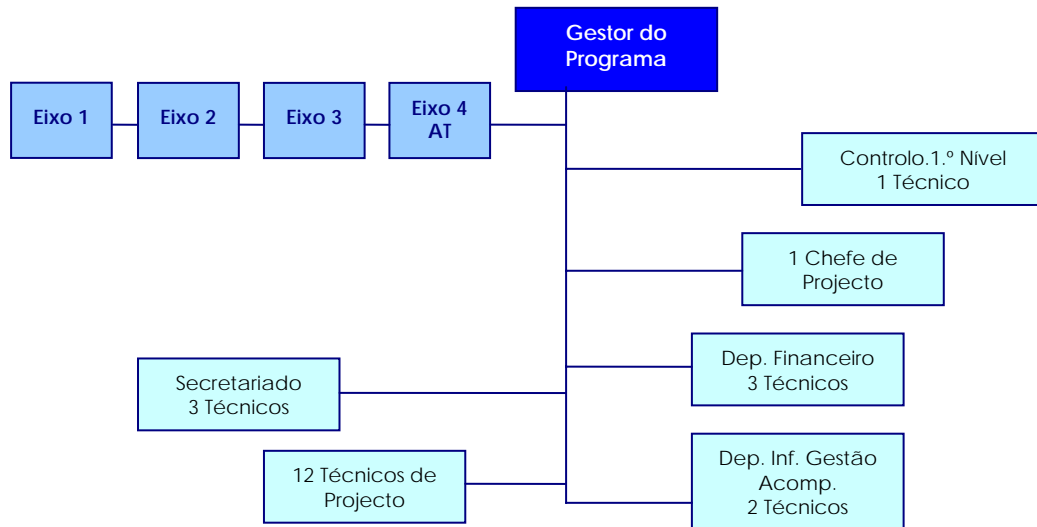 Gestor do
Programa
Eixo 1
Eixo 2
Eixo 3
Eixo 4
AT
Controlo.1.º Nível
1 Técnico
1 Chefe de
Projecto
Dep. Financeiro
3 Técnicos
Secretariado
3 Técnicos
Dep. Inf. Gestão
Acomp.
2 Técnicos
12 Técnicos de
Projecto